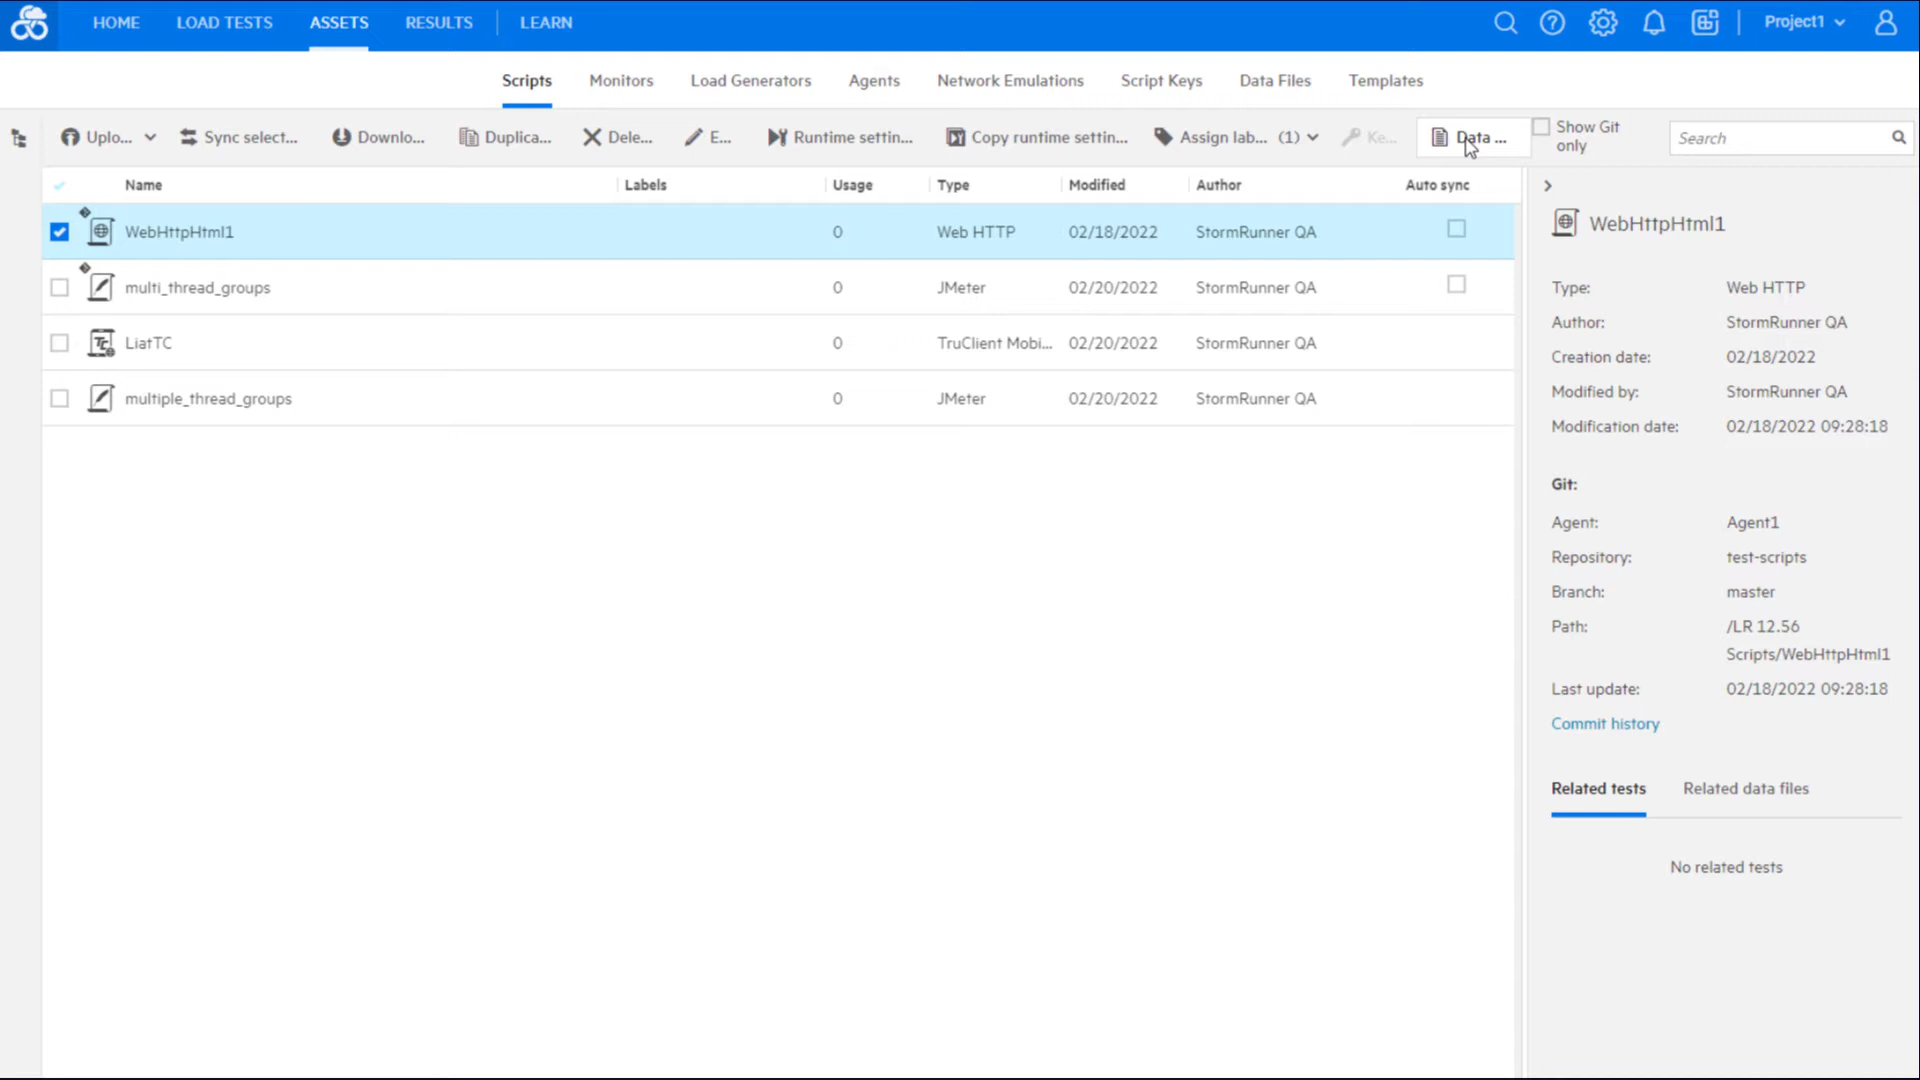 HOME LOAD TESTS ASSETS RESULTS LEARN Project1
Scripts Monitors Load Generators Agents Network Emulations Script Keys Data Files Templates
Uplo... Sync select... Downlo... Duplica... Dele... E... Runtime settin... Copy runtime settin... Assign lab... (1) Ke... Data ... Show Git only Search
Name Labels Usage Type Modified Author Auto sync
WebHttpHtml1 0 Web HTTP 02/18/2022 StormRunner QA
multi_thread_groups 0 JMeter 02/20/2022 StormRunner QA
LiatTC 0 TruClient Mobi... 02/20/2022 StormRunner QA
multiple_thread_groups 0 JMeter 02/20/2022 StormRunner QA
WebHttpHtml1
Type: Web HTTP
Author: StormRunner QA
Creation date: 02/18/2022
Modified by: StormRunner QA
Modification date: 02/18/2022 09:28:18
Git:
Agent: Agent1
Repository: test-scripts
Branch: master
Path: /LR 12.56
Scripts/WebHttpHtml1
Last update: 02/18/2022 09:28:18
Commit history
Related tests Related data files
No related tests